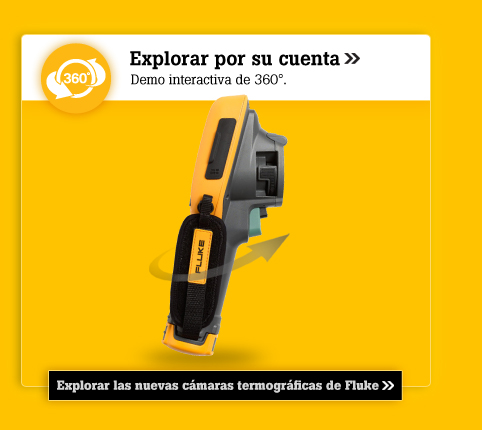 360°
Explorar por su cuenta »
Demo interactiva de 360°.
FLUKE
Explorar las nuevas cámaras termográficas de Fluke »